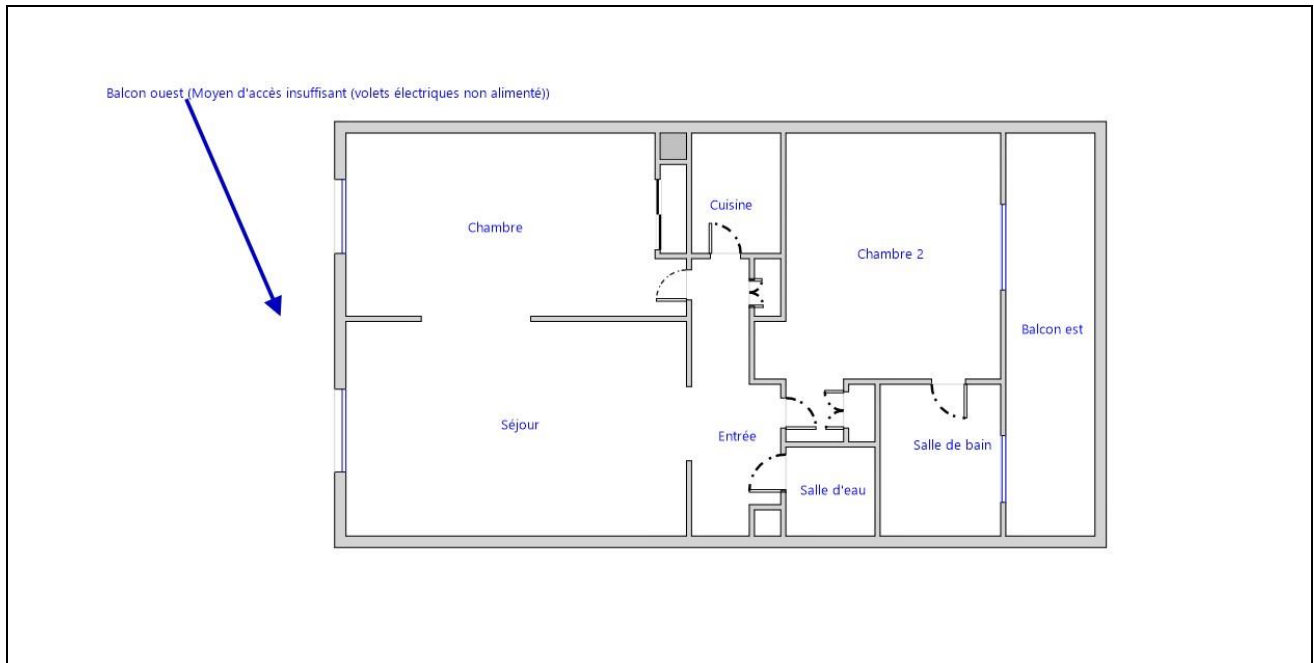 Balcon ouest (Moyen d'accès insuffisant (volets électriques non alimenté))
Cuisine
Chambre
Chambre 2
Balcon est
Séjour
Entrée
Salle de bain
Salle d'eau